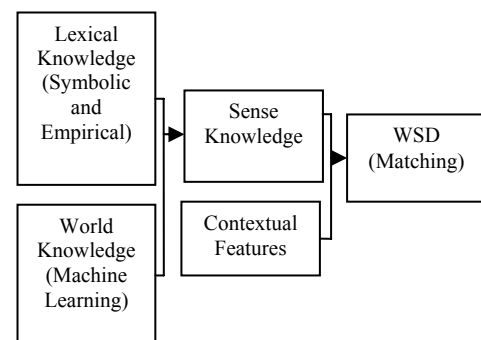 Lexical
Knowledge
(Symbolic
and
Empirical)
World
Knowledge
(Machine
Learning)
Sense
Knowledge
Contextual
Features
WSD
(Matching)